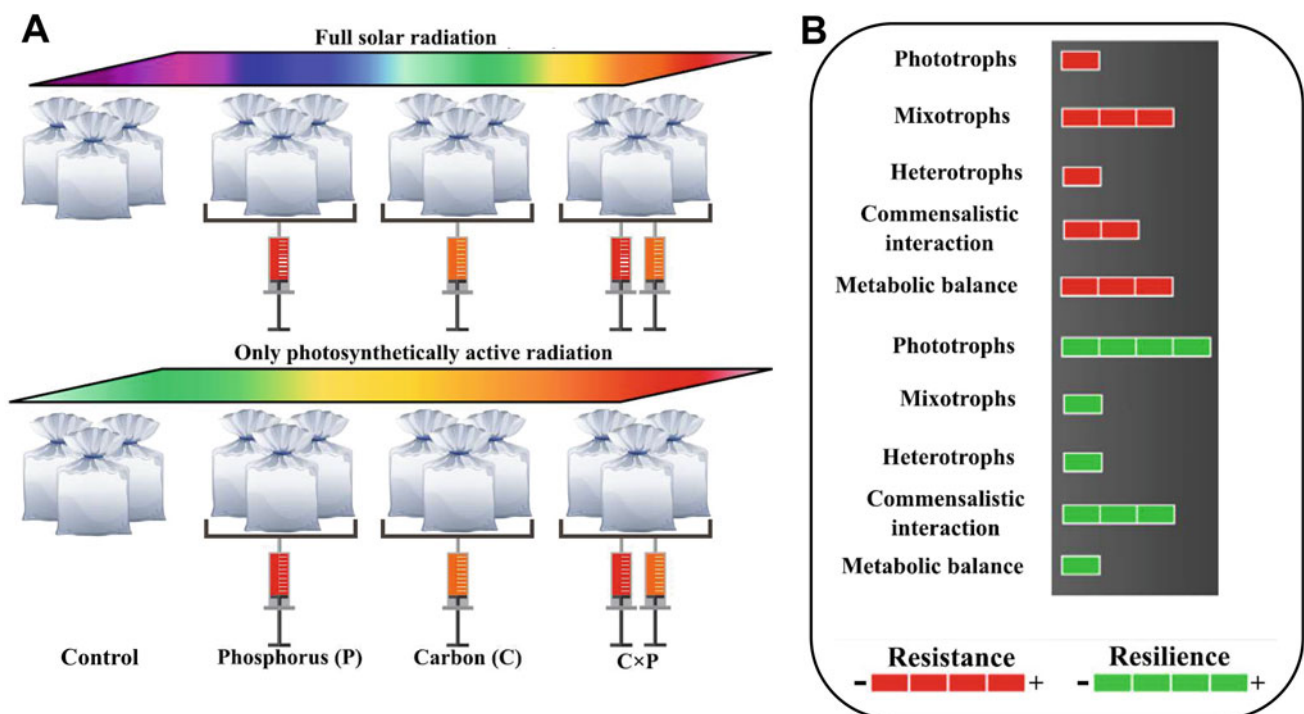 A
Full solar radiation
Only photosynthetically active radiation
Control
Phosphorus (P)
Carbon (C)
C×P
B
Phototrophs
Mixotrophs
Heterotrophs
Commensalistic
interaction
Metabolic balance
Phototrophs
Mixotrophs
Heterotrophs
Commensalistic
interaction
Metabolic balance
Resistance
- +
Resilience
- +